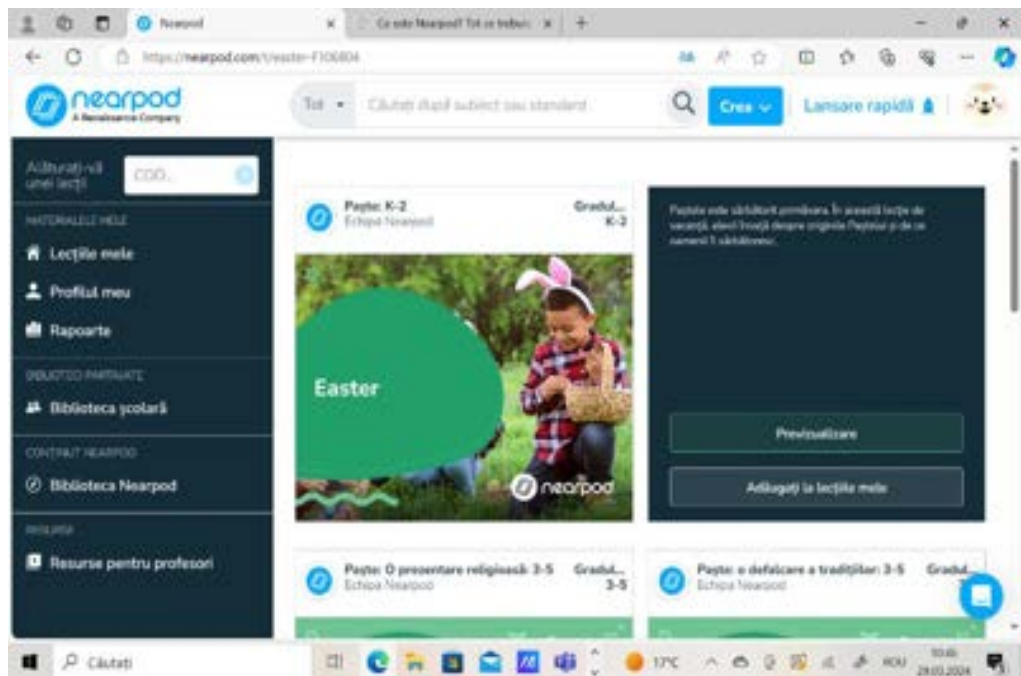 Nearpod
Ce este Nearpod? Tot ce trebuie
https://nearpod.com/t/easter-F106804
nearpod
A Renaissance Company
Tot
Căutați după subiect sau standard
Crea
Lansare rapidă
Alăturați-vă
unei lecții
COD..
MATERIALELE MELE
Lecțiile mele
Profilul meu
Rapoarte
BIBLIOTECI PARTAJATE
Biblioteca școlară
CONȚINUT NEARPOD
Biblioteca Nearpod
RESURSE
Resurse pentru profesori
Paște: K-2
Echipa Nearpod
Gradul...
K-2
Easter
nearpod
Paștele este sărbătorit primăvara. În această lecție de
vacanță, elevii învață despre originile Paștelui și de ce
oamenii îl sărbătoresc.
Previzualizare
Adăugați la lecțiile mele
Paște: O prezentare religioasă: 3-5
Echipa Nearpod
Gradul...
3-5
Paște: o defalcare a tradițiilor: 3-5
Echipa Nearpod
Gradul...
Căutați
17°C
ROU
29.03.2024